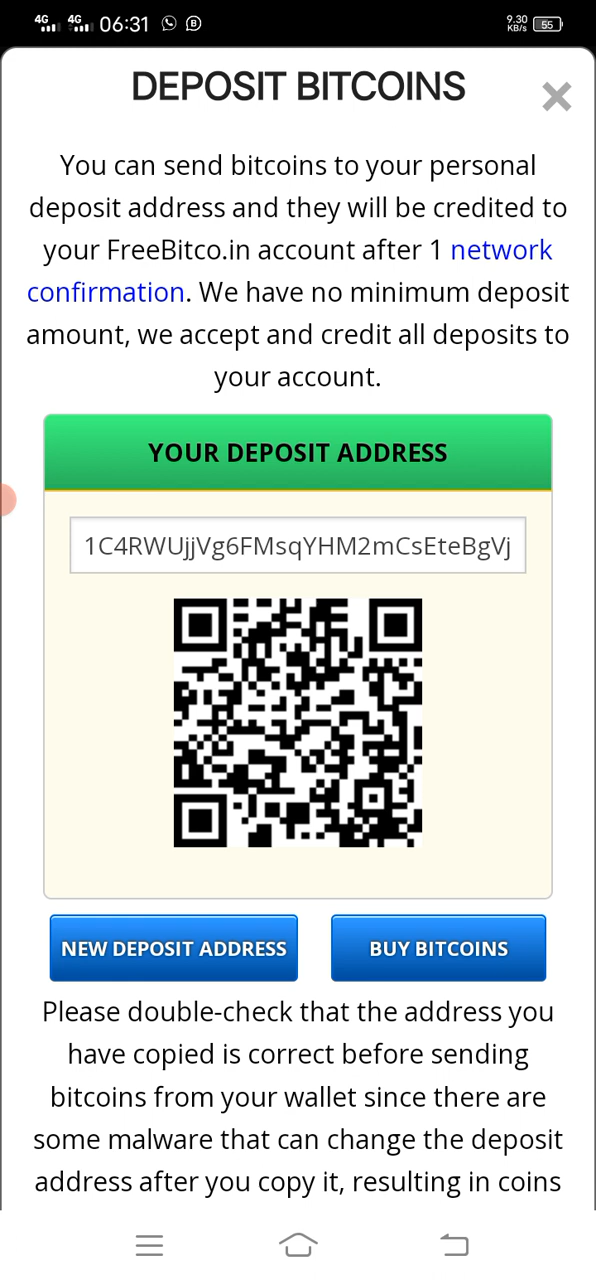 4G 4G 06:31 9.30 KB/s 55
DEPOSIT BITCOINS
You can send bitcoins to your personal
deposit address and they will be credited to
your FreeBitco.in account after 1 network
confirmation. We have no minimum deposit
amount, we accept and credit all deposits to
your account.
YOUR DEPOSIT ADDRESS
1C4RWUjjVg6FMsqYHM2mCsEteBgVj
NEW DEPOSIT ADDRESS
BUY BITCOINS
Please double-check that the address you
have copied is correct before sending
bitcoins from your wallet since there are
some malware that can change the deposit
address after you copy it, resulting in coins